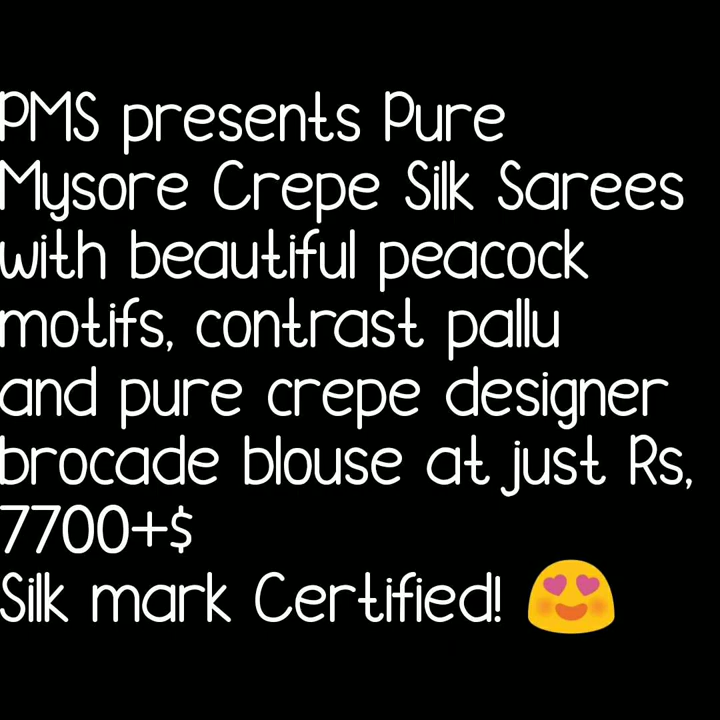 PMS presents Pure
Mysore Crepe Silk Sarees
with beautiful peacock
motifs, contrast pallu
and pure crepe designer
brocade blouse at just Rs,
7700+$
Silk mark Certified! 😍